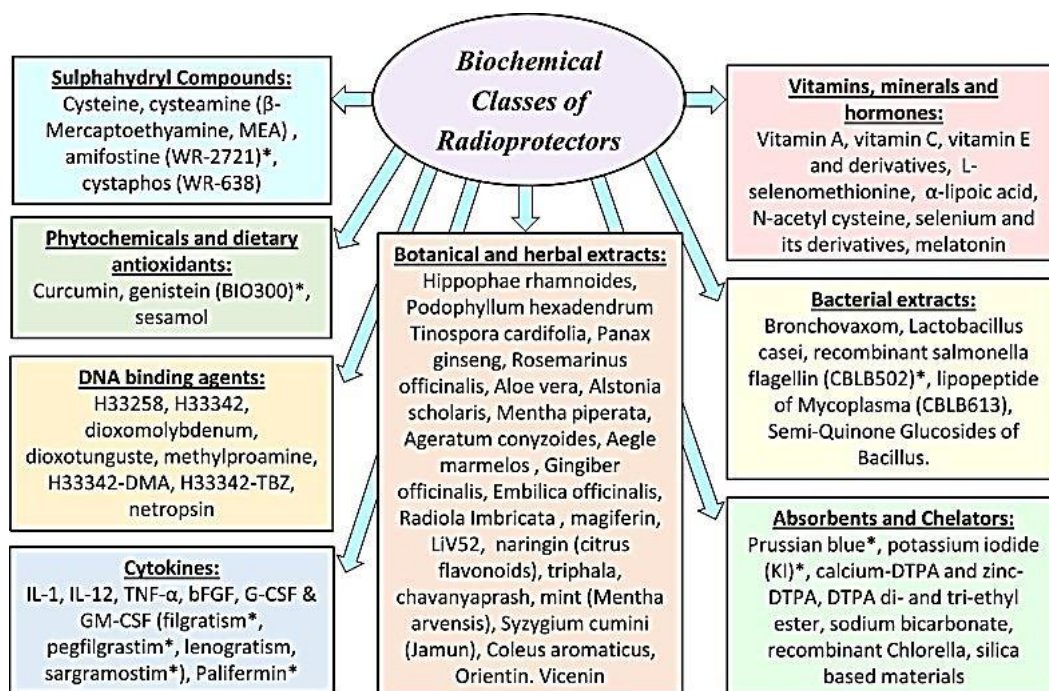 Biochemical
Classes of
Radioprotectors
Sulphahydryl Compounds:
Cysteine, cysteamine (β-
Mercaptoethyamine, MEA) ,
amifostine (WR-2721)*,
cystaphos (WR-638)
Phytochemicals and dietary
antioxidants:
Curcumin, genistein (BIO300)*,
sesamol
DNA binding agents:
H33258, H33342,
dioxomolybdenum,
dioxotunguste, methylproamine,
H33342-DMA, H33342-TBZ,
netropsin
Cytokines:
IL-1, IL-12, TNF-α, bFGF, G-CSF &
GM-CSF (filgratism*,
pegfilgrastim*, lenogratism,
sargramostim*), Palifermin*
Botanical and herbal extracts:
Hippophae rhamnoides,
Podophyllum hexadendrum
Tinospora cardifolia, Panax
ginseng, Rosemarinus
officinalis, Aloe vera, Alstonia
scholaris, Mentha piperata,
Ageratum conyzoides, Aegle
marmelos , Gingiber
officinalis, Embilica officinalis,
Radiola Imbricata , magiferin,
LiV52, naringin (citrus
flavonoids), triphala,
chavanyaprash, mint (Mentha
arvensis), Syzygium cumini
(Jamun), Coleus aromaticus,
Orientin. Vicenin
Vitamins, minerals and
hormones:
Vitamin A, vitamin C, vitamin E
and derivatives, L-
selenomethionine, α-lipoic acid,
N-acetyl cysteine, selenium and
its derivatives, melatonin
Bacterial extracts:
Bronchovaxom, Lactobacillus
casei, recombinant salmonella
flagellin (CBLB502)*, lipopeptide
of Mycoplasma (CBLB613),
Semi-Quinone Glucosides of
Bacillus.
Absorbents and Chelators:
Prussian blue*, potassium iodide
(KI)*, calcium-DTPA and zinc-
DTPA, DTPA di- and tri-ethyl
ester, sodium bicarbonate,
recombinant Chlorella, silica
based materials